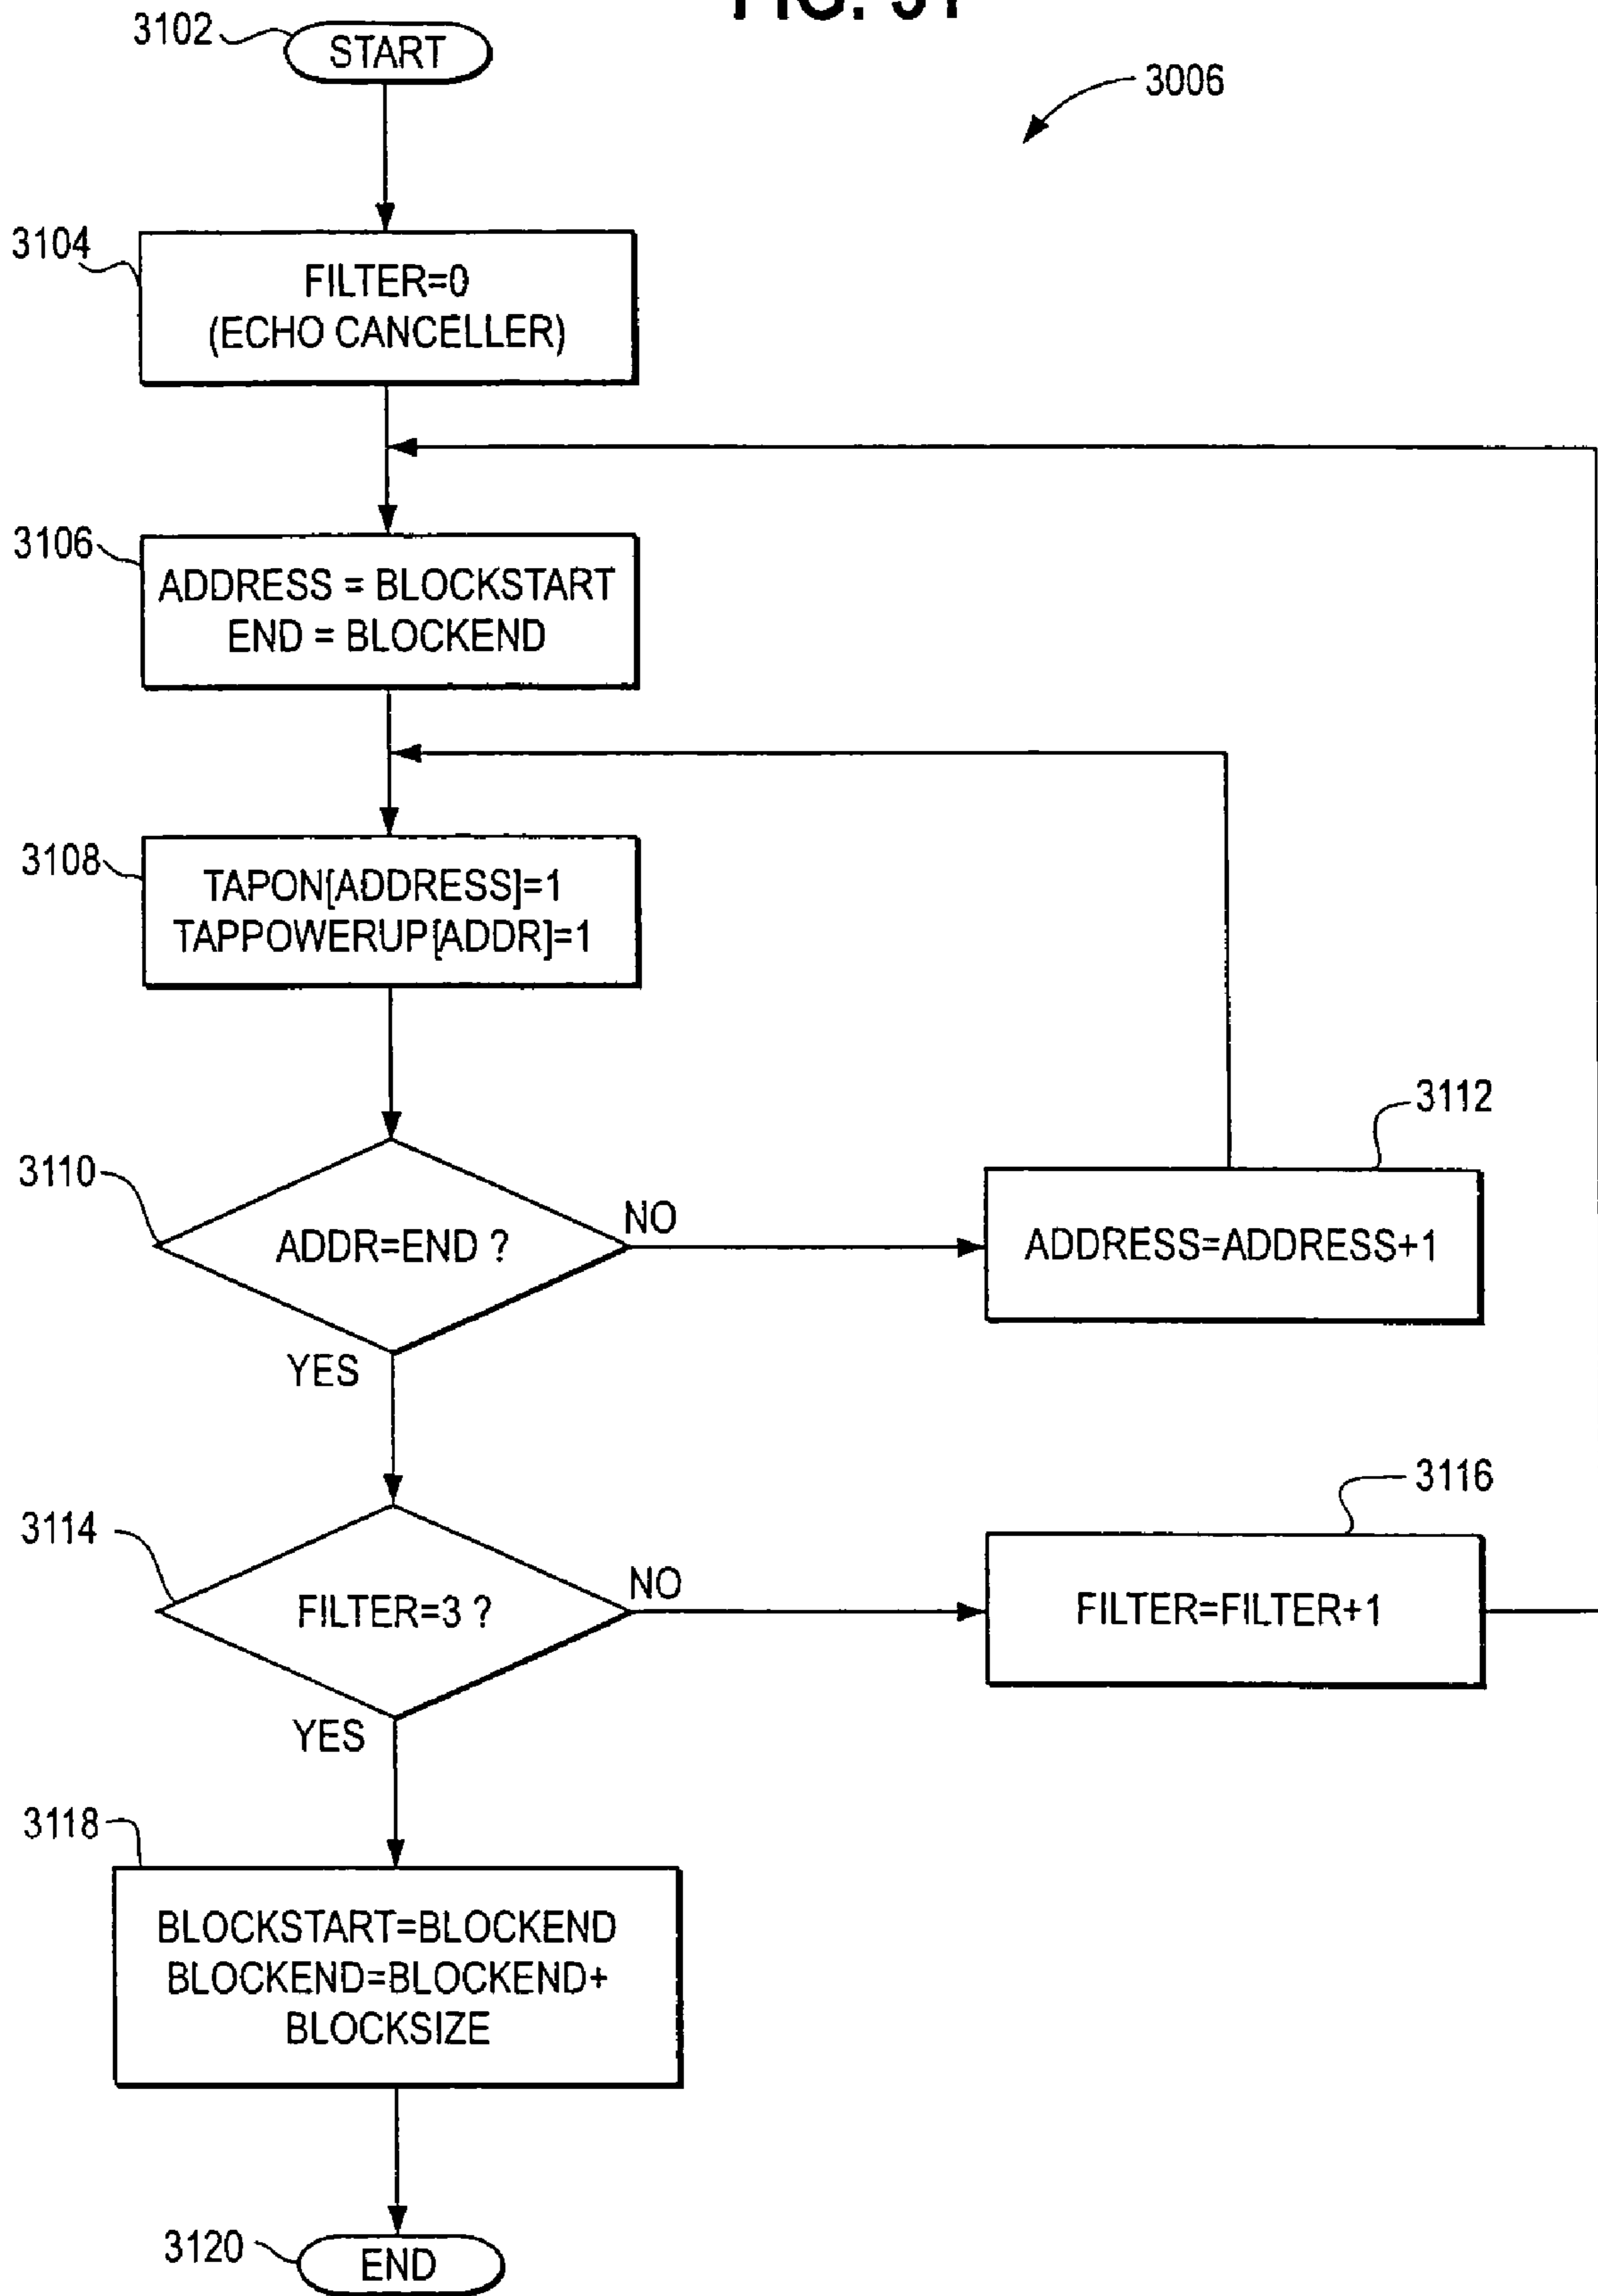 FIG. 31
3102
START
3006
3104
FILTER=0
(ECHO CANCELLER)
3106
ADDRESS = BLOCKSTART
END = BLOCKEND
3108
TAPON[ADDRESS]=1
TAPPOWERUP[ADDR]=1
3110
ADDR=END ?
NO
3112
ADDRESS=ADDRESS+1
YES
3114
FILTER=3 ?
NO
3116
FILTER=FILTER+1
YES
3118
BLOCKSTART=BLOCKEND
BLOCKEND=BLOCKEND+
BLOCKSIZE
3120
END